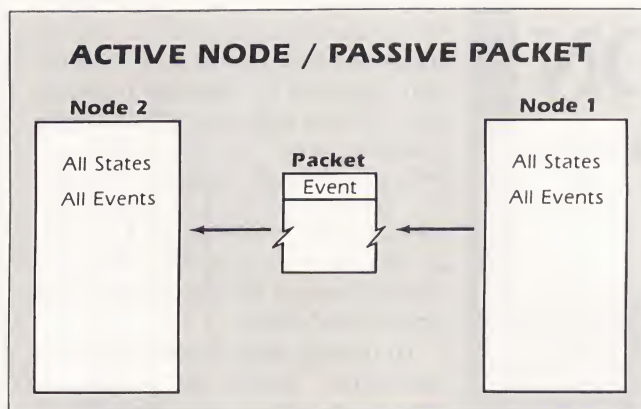 ACTIVE NODE / PASSIVE PACKET
Node 2
All States
All Events
Packet
Event
Node 1
All States
All Events